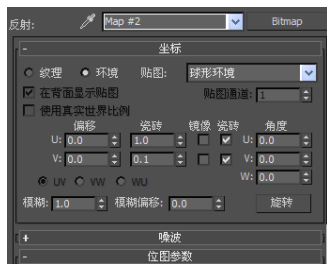 反射: Map #2 Bitmap
- 坐标
纹理 环境 贴图: 球形环境
在背面显示贴图 贴图通道: 1
使用真实世界比例
偏移 瓷砖 镜像 瓷砖 角度
U: 0.0 1.0 U: 0.0
V: 0.0 0.1 V: 0.0
UV VW WU W: 0.0
模糊: 1.0 模糊偏移: 0.0 旋转
+ 噪波
- 位图参数